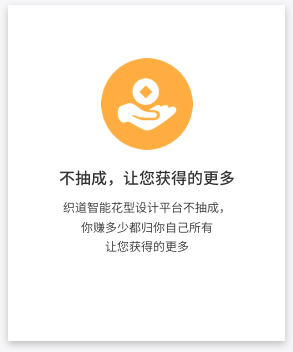 不抽成，让您获得的更多
织道智能花型设计平台不抽成，
你赚多少都归你自己所有
让您获得的更多